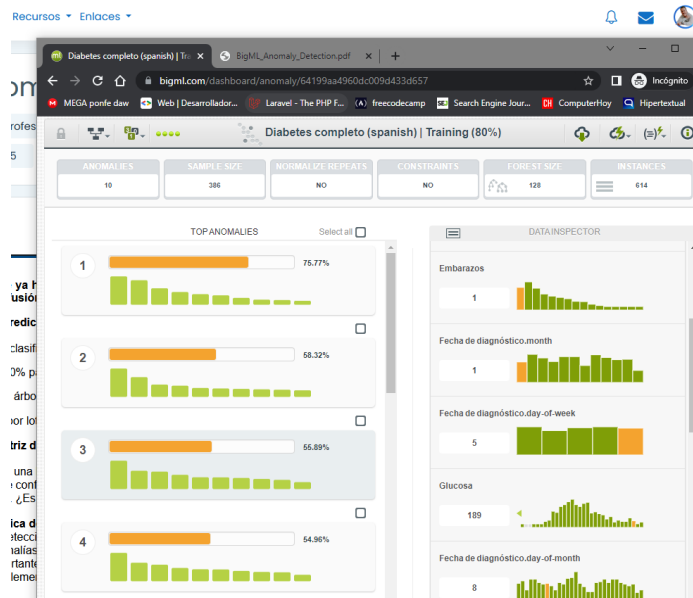 Recursos Enlaces
Diabetes completo (spanish) | Tra
BigML_Anomaly_Detection.pdf
bigml.com/dashboard/anomaly/64199aa4960dc009d433d657
Incógnito
MEGA ponfe daw
Web | Desarrollador...
Laravel - The PHP F...
freecodecamp
Search Engine Jour...
ComputerHoy
Hipertextual
Diabetes completo (spanish) | Training (80%)
ANOMALIES
10
SAMPLE SIZE
386
NORMALIZE REPEATS
NO
CONSTRAINTS
NO
FOREST SIZE
128
INSTANCES
614
TOP ANOMALIES
Select all
1
75.77%
2
58.32%
3
55.89%
4
54.96%
DATA INSPECTOR
Embarazos
1
Fecha de diagnóstico.month
1
Fecha de diagnóstico.day-of-week
5
Glucosa
189
Fecha de diagnóstico.day-of-month
8